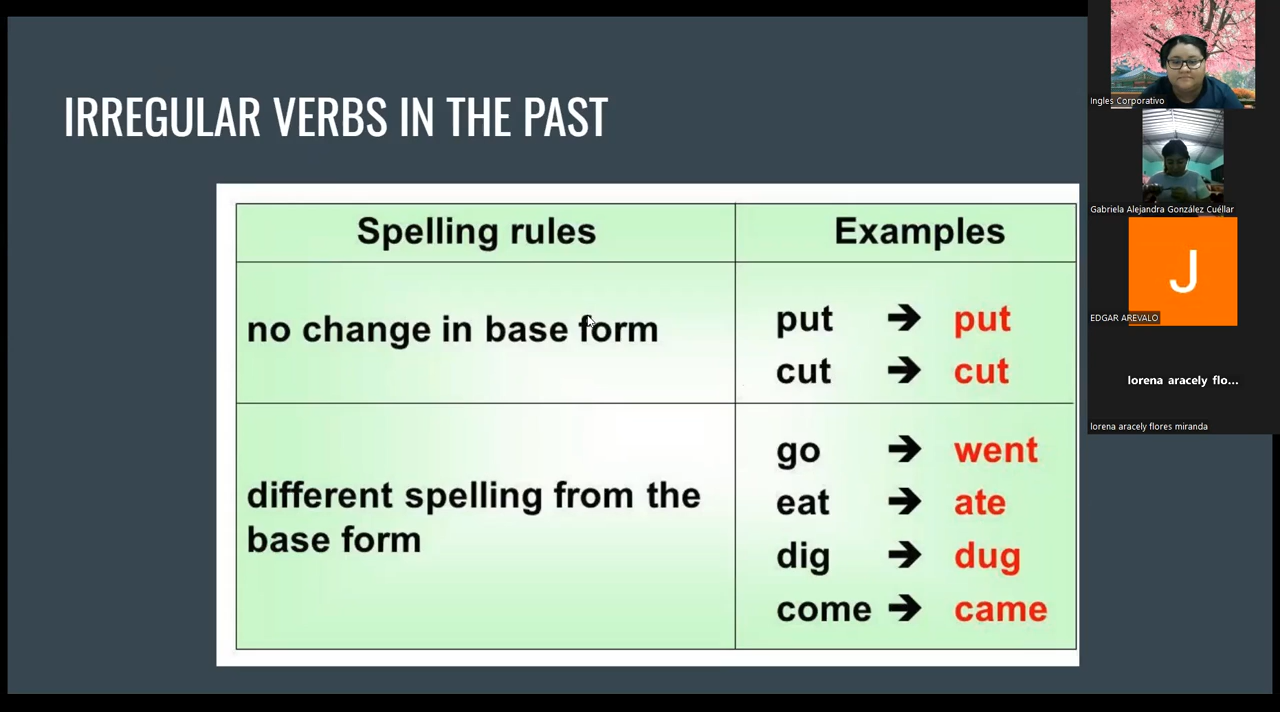 IRREGULAR VERBS IN THE PAST
Spelling rules
Examples
no change in base form
put → put
cut → cut
different spelling from the
base form
go → went
eat → ate
dig → dug
come → came
Ingles Corporativo
Gabriela Alejandra González Cuéllar
J
EDGAR AREVALO
lorena aracely flo...
lorena aracely flores miranda